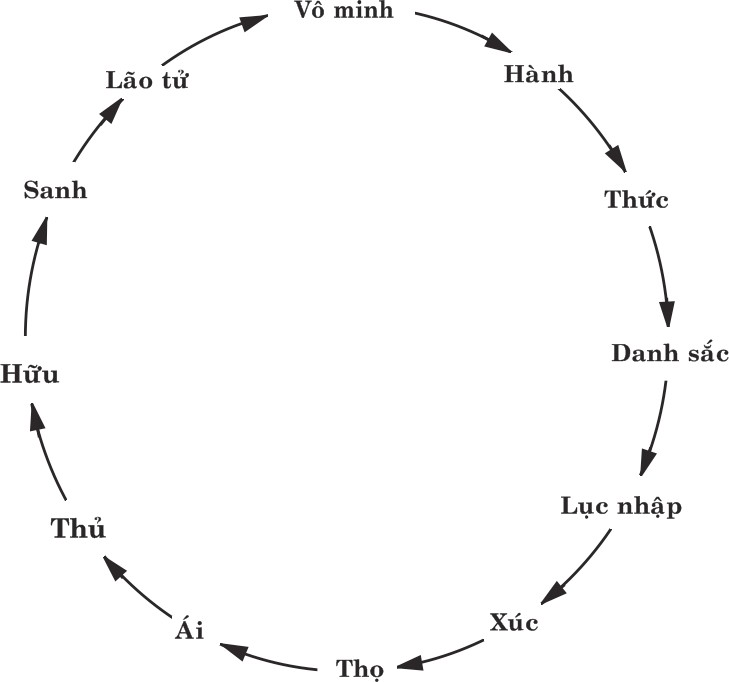 Vô minh
Hành
Thức
Danh sắc
Lục nhập
Xúc
Thọ
Ái
Thủ
Hữu
Sanh
Lão tử